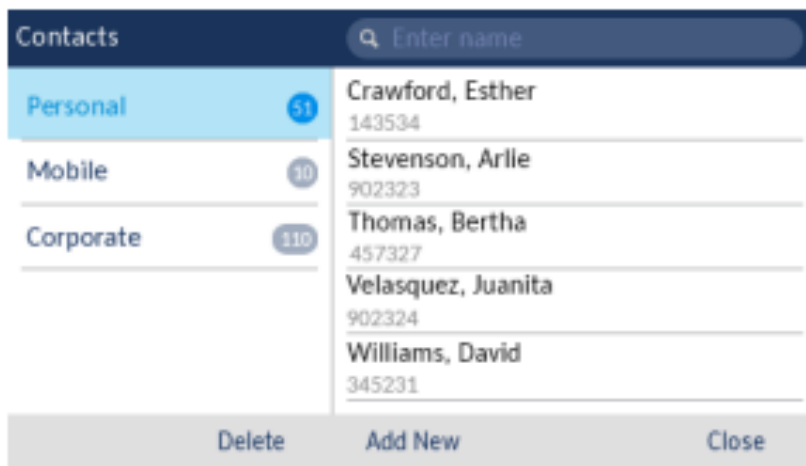 Contacts
Enter name
Personal 51
Mobile 10
Corporate 110
Crawford, Esther
143534
Stevenson, Arlie
902323
Thomas, Bertha
457327
Velasquez, Juanita
902324
Williams, David
345231
Delete Add New Close